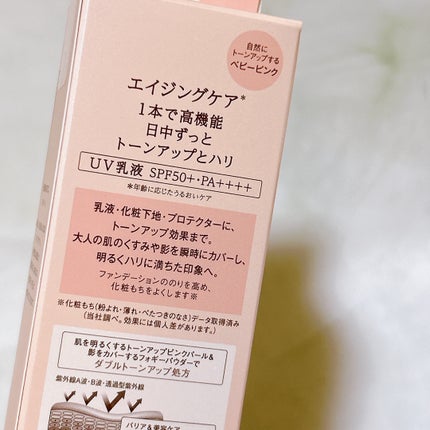 自然に
トーンアップする
ベビーピンク
エイジングケア*
1本で高機能
日中ずっと
トーンアップとハリ
UV乳液 SPF50+・PA++++
*年齢に応じたうるおいケア
乳液・化粧下地・プロテクターに、
トーンアップ効果まで。
大人の肌のくすみや影を瞬時にカバーし、
明るくハリに満ちた印象へ。
ファンデーションののりを高め、
化粧もちをよくします※
※化粧もち(粉よれ・薄れ・べたつきのなさ)データ取得済み
(当社調べ。効果には個人差があります。)
肌を明るくするトーンアップピンクパール&
影をカバーするフォギーパウダーで
ダブルトーンアップ処方
紫外線A波・B波・透過型紫外線
バリア&美容ケア